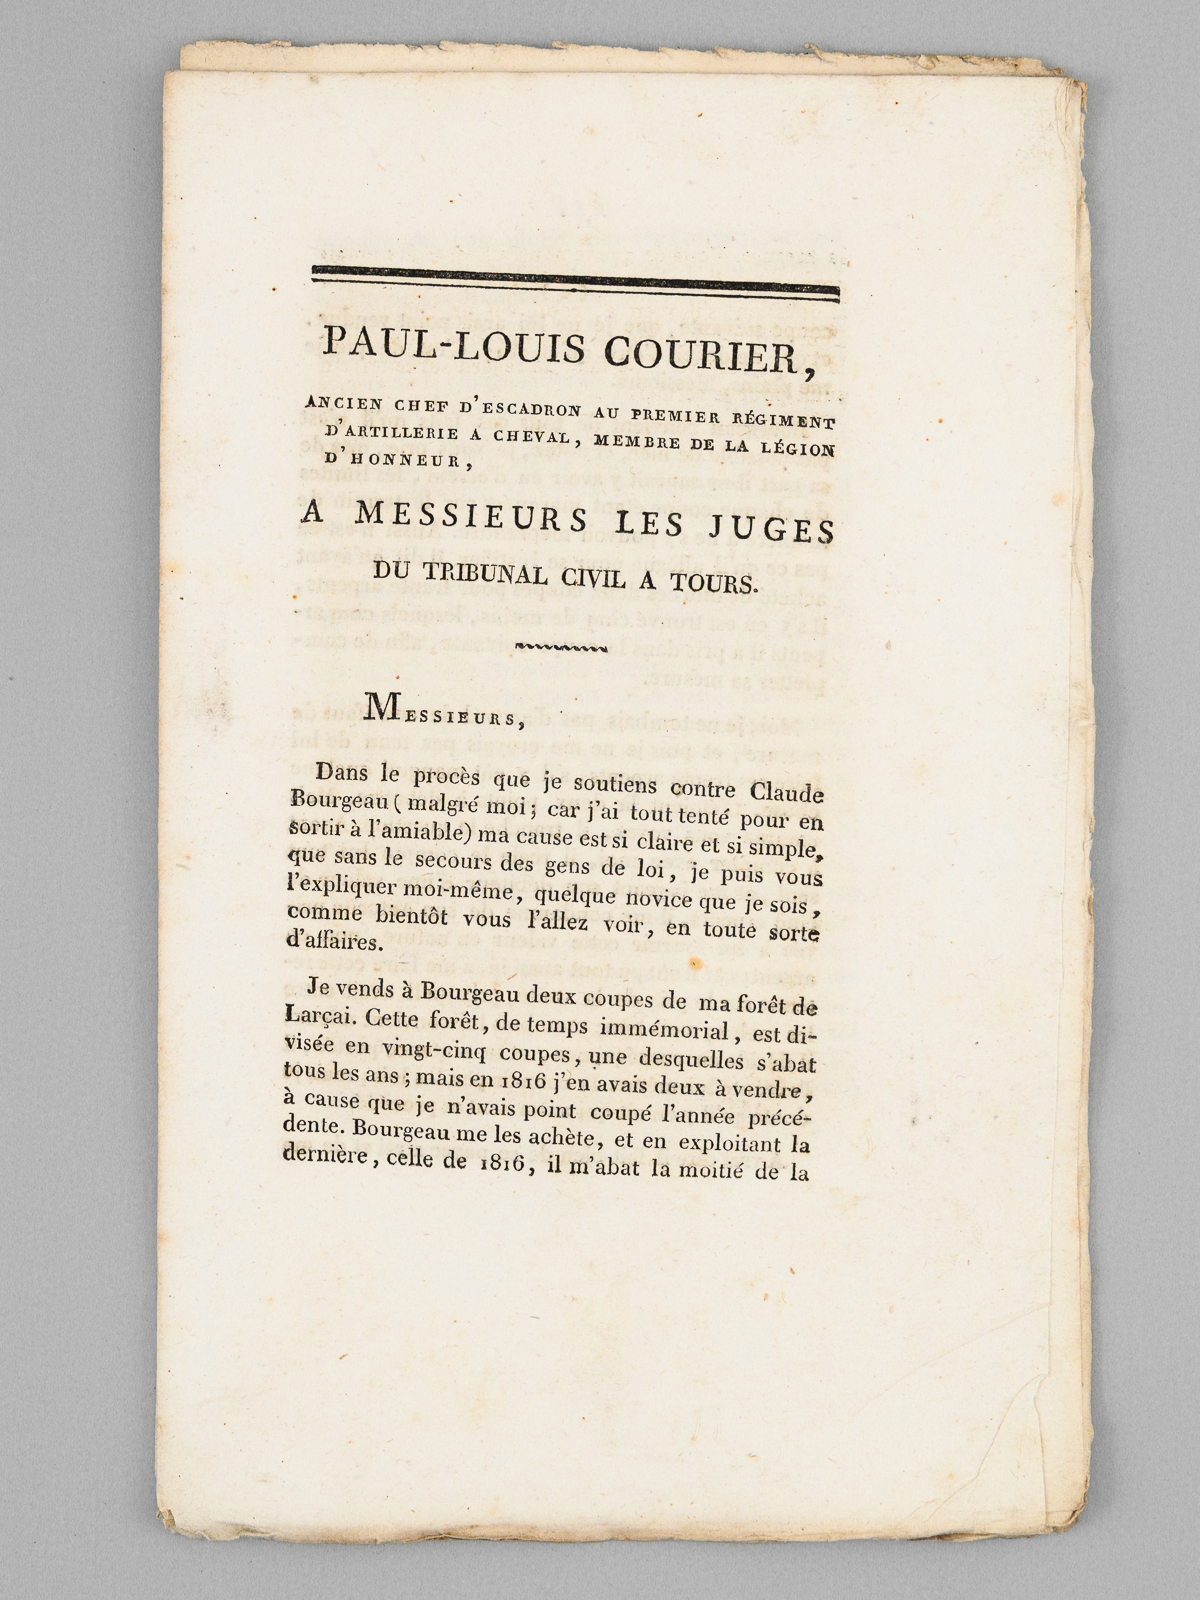 PAUL-LOUIS COURIER,
ANCIEN CHEF D'ESCADRON AU PREMIER RÉGIMENT
D'ARTILLERIE A CHEVAL, MEMBRE DE LA LÉGION
D'HONNEUR,
A MESSIEURS LES JUGES
DU TRIBUNAL CIVIL A TOURS.
MESSIEURS,
Dans le procès que je soutiens contre Claude
Bourgeau ( malgré moi ; car j'ai tout tenté pour en
sortir à l'amiable) ma cause est si claire et si simple,
que sans le secours des gens de loi, je puis vous
l'expliquer moi-même, quelque novice que je sois,
comme bientôt vous l'allez voir, en toute sorte
d'affaires.
Je vends à Bourgeau deux coupes de ma forêt de
Larçai. Cette forêt, de temps immémorial, est di-
visée en vingt-cinq coupes, une desquelles s'abat
tous les ans ; mais en 1816 j'en avais deux à vendre,
à cause que je n'avais point coupé l'année précé-
dente. Bourgeau me les achète, et en exploitant la
dernière, celle de 1816, il m'abat la moitié de la